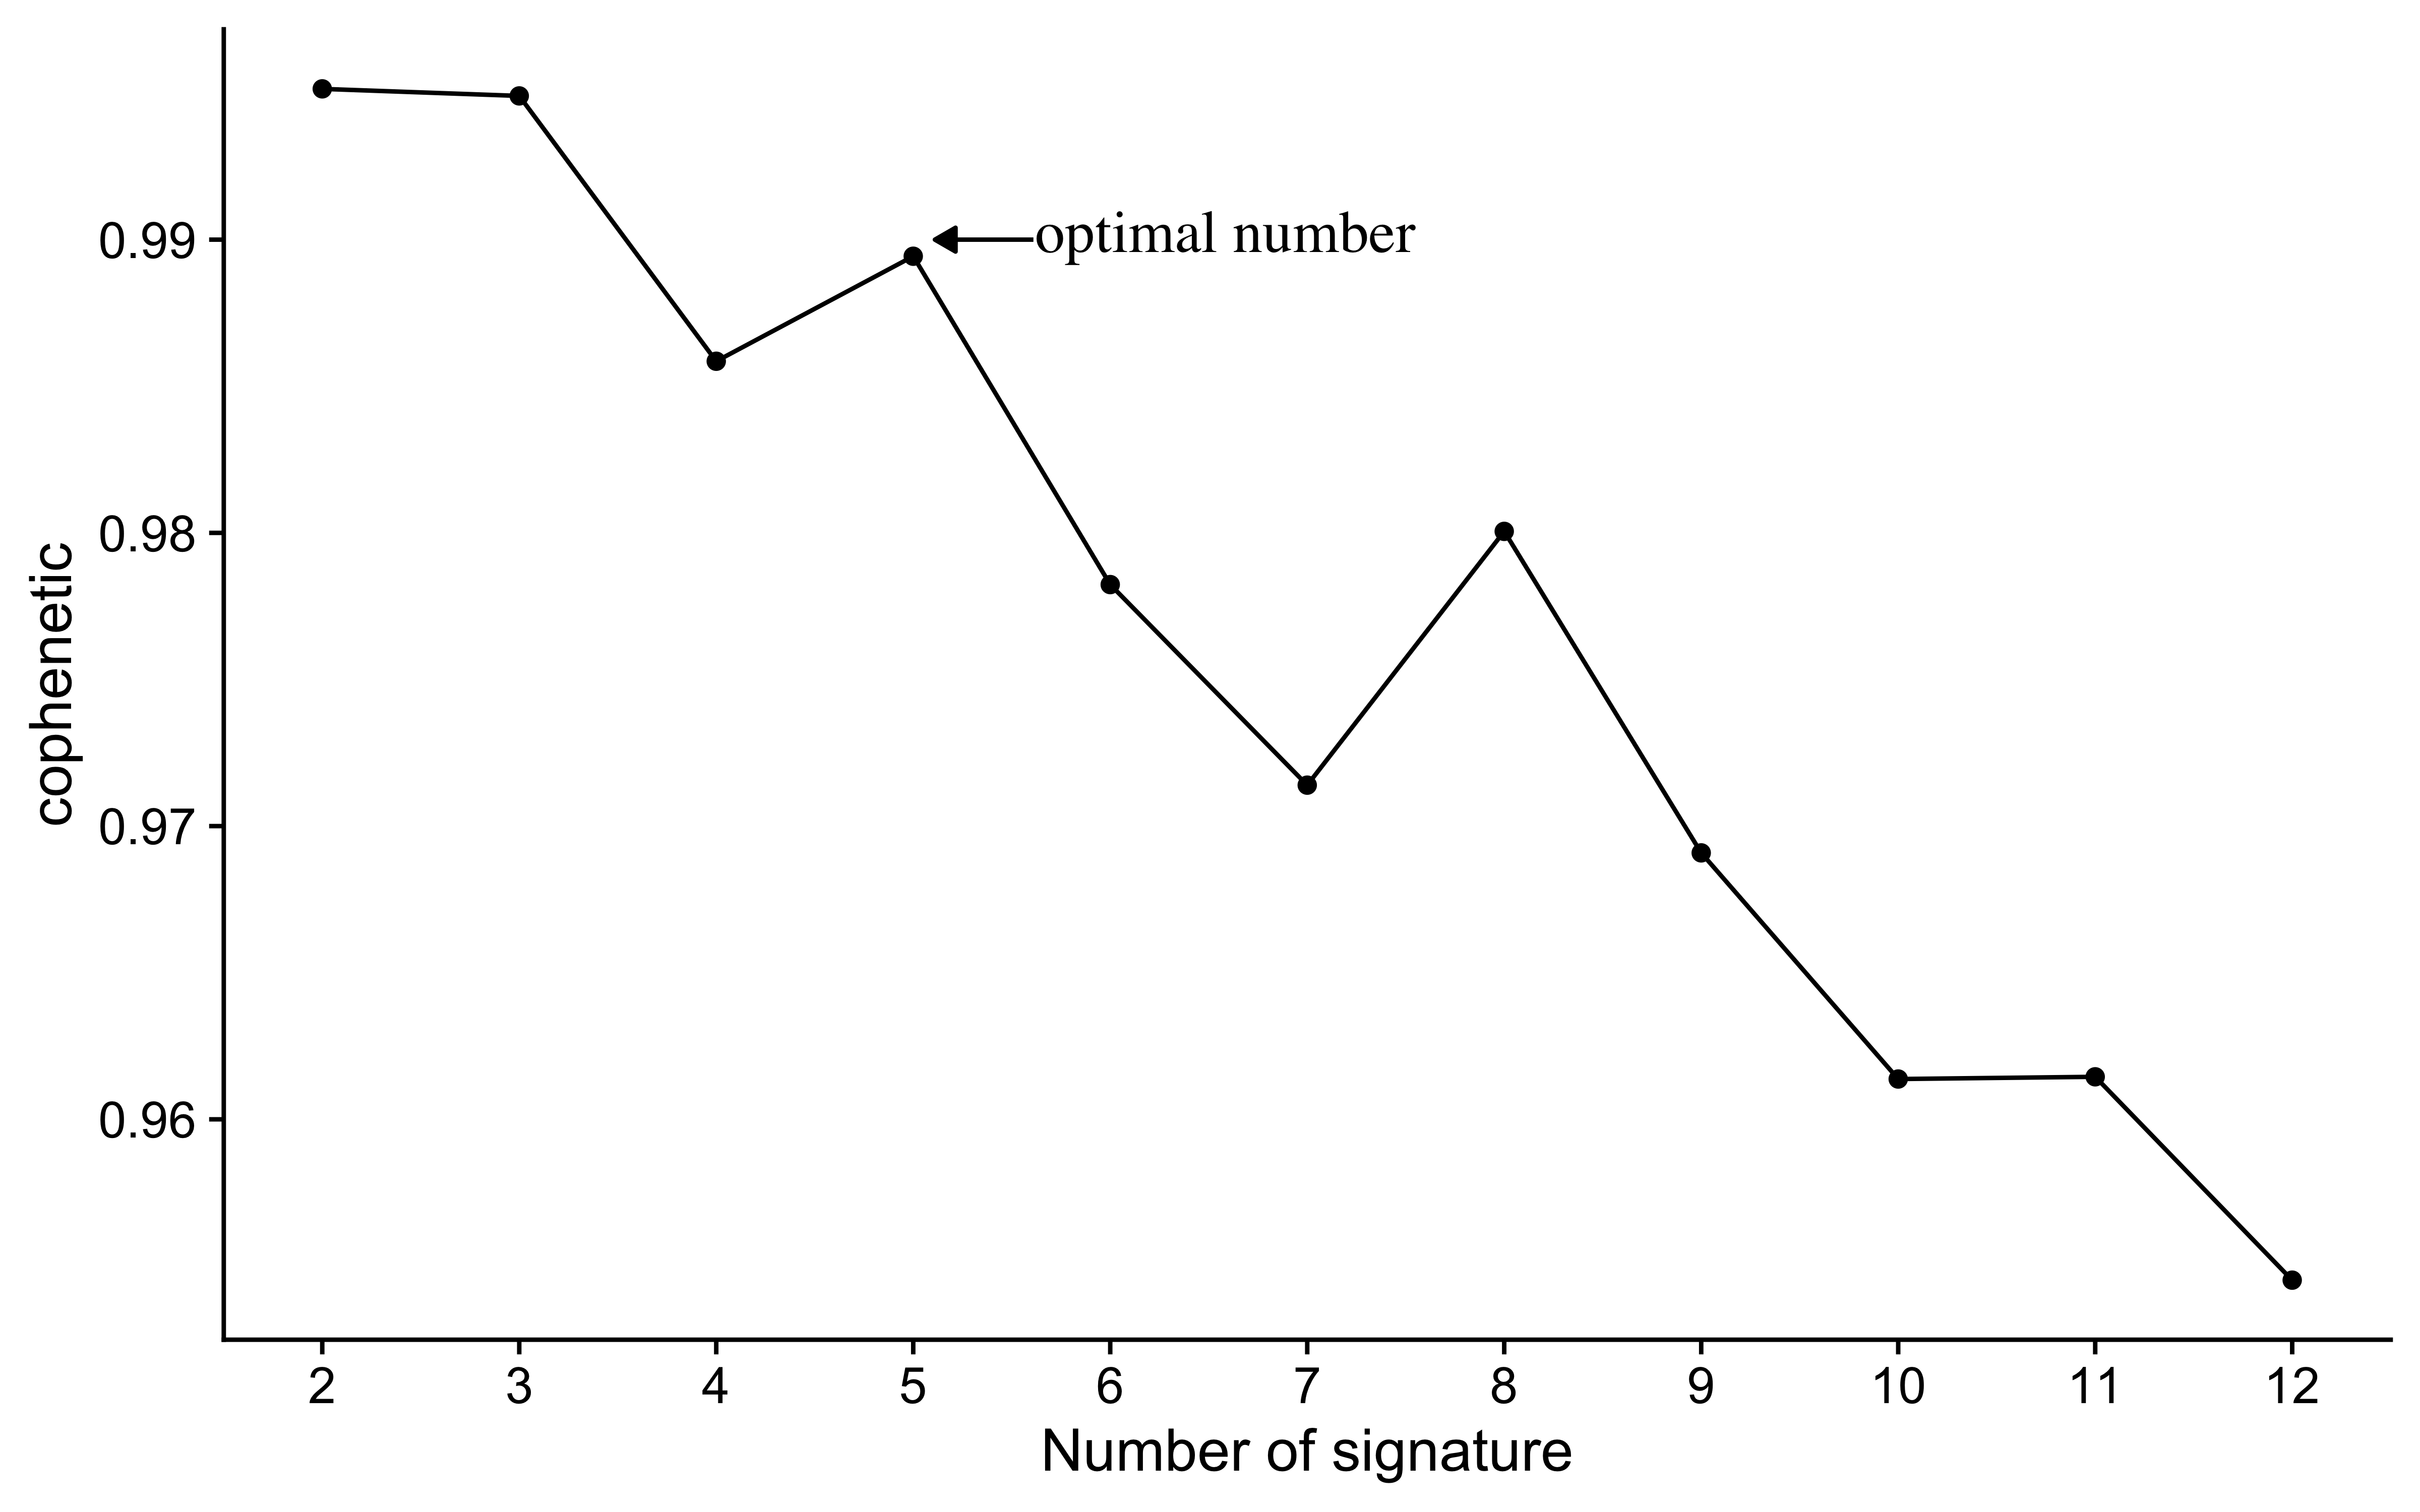 optimal number
0.99
0.98
0.97
0.96
cophenetic
2 3 4 5 6 7 8 9 10 11 12
Number of signature